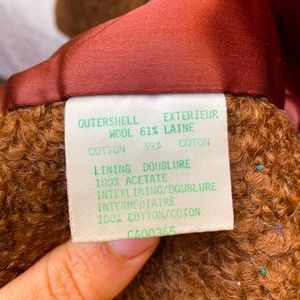 OUTERSHELL EXTERIEUR
WOOL 61% LAINE
COTTON 39% COTON
LINING DOUBLURE
100% ACETATE
INTERLINING/DOUBLURE
INTERMEDIAIRE
100% COTTON/COTON
CA00365